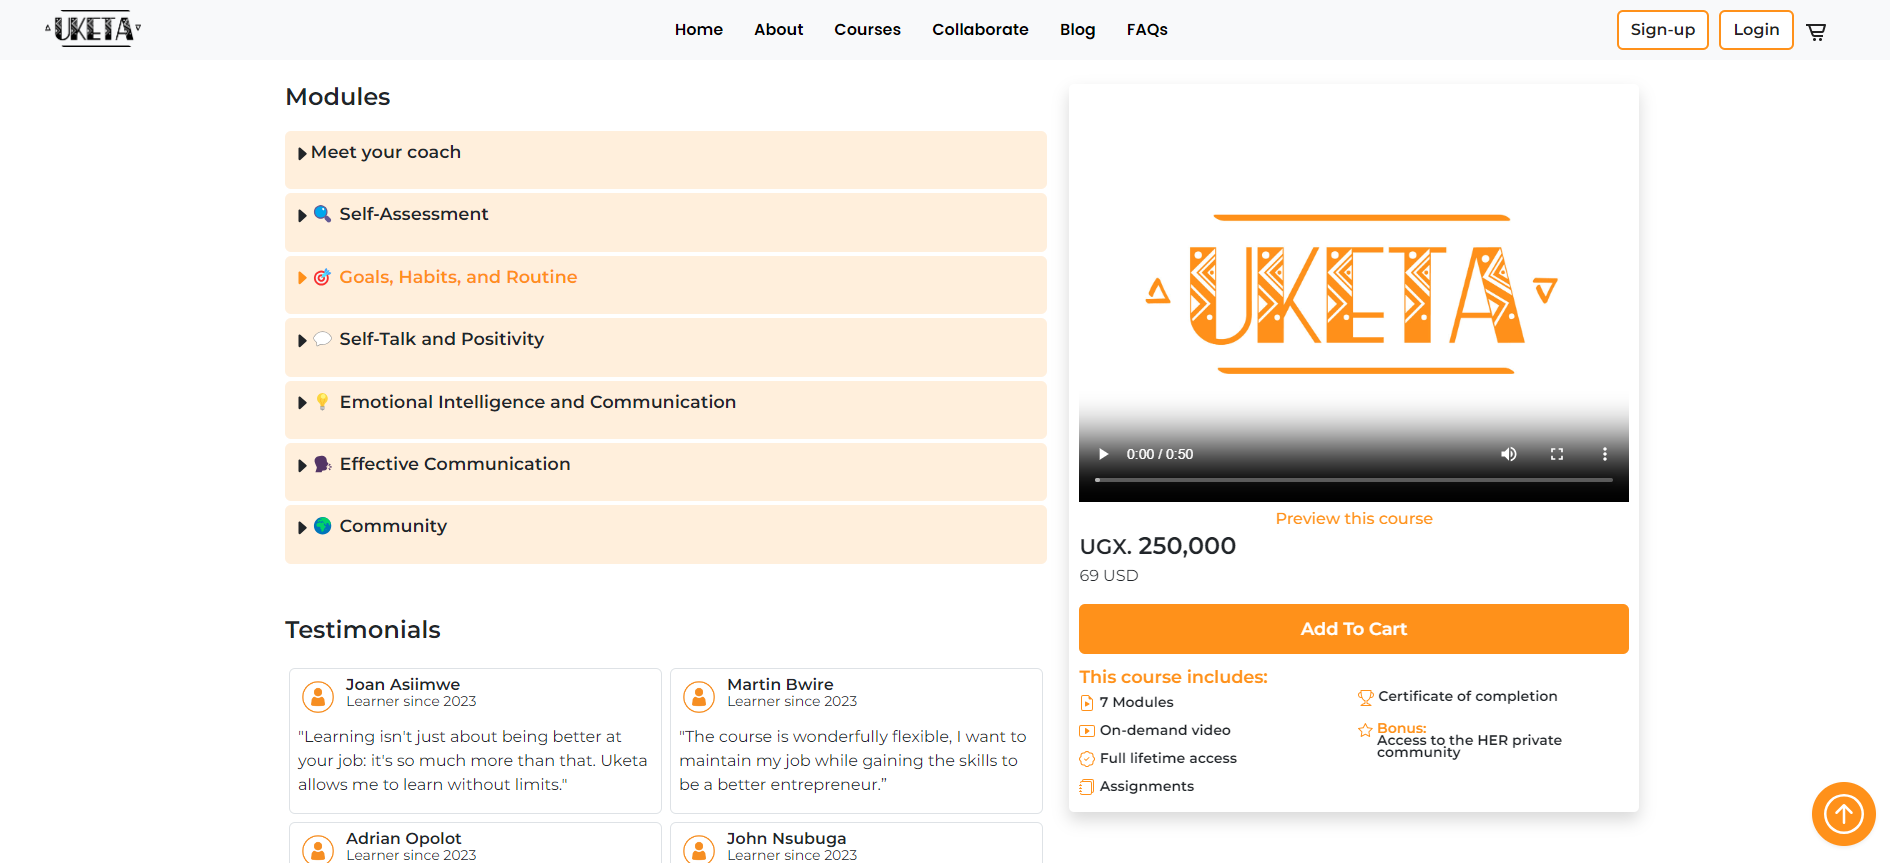 UKETA
Home About Courses Collaborate Blog FAQs
Sign-up Login
Modules
Meet your coach
Self-Assessment
Goals, Habits, and Routine
Self-Talk and Positivity
Emotional Intelligence and Communication
Effective Communication
Community
Testimonials
Joan Asiimwe
Learner since 2023
"Learning isn't just about being better at
your job: it's so much more than that. Uketa
allows me to learn without limits."
Martin Bwire
Learner since 2023
"The course is wonderfully flexible, I want to
maintain my job while gaining the skills to
be a better entrepreneur.”
Adrian Opolot
Learner since 2023
John Nsubuga
Learner since 2023
UKETA
0:00 / 0:50
Preview this course
UGX. 250,000
69 USD
Add To Cart
This course includes:
7 Modules
On-demand video
Full lifetime access
Assignments
Certificate of completion
Bonus:
Access to the HER private
community